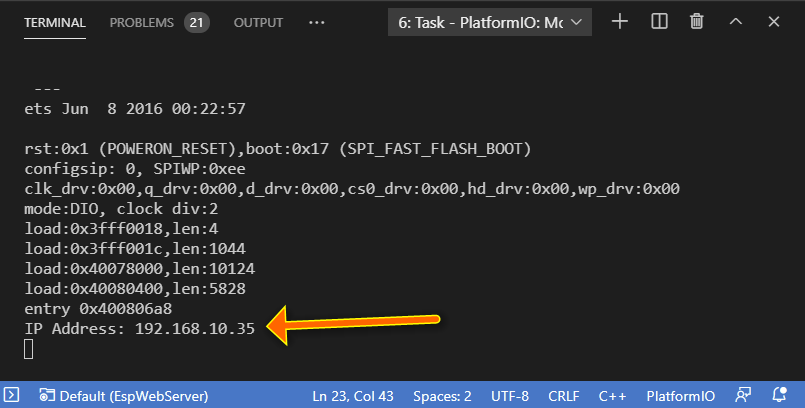 TERMINAL PROBLEMS 21 OUTPUT ··· 6: Task - PlatformIO: Mc
---
ets Jun  8 2016 00:22:57
rst:0x1 (POWERON_RESET),boot:0x17 (SPI_FAST_FLASH_BOOT)
configsip: 0, SPIWP:0xee
clk_drv:0x00,q_drv:0x00,d_drv:0x00,cs0_drv:0x00,hd_drv:0x00,wp_drv:0x00
mode:DIO, clock div:2
load:0x3fff0018,len:4
load:0x3fff001c,len:1044
load:0x40078000,len:10124
load:0x40080400,len:5828
entry 0x400806a8
IP Address: 192.168.10.35
Default (EspWebServer) Ln 23, Col 43 Spaces: 2 UTF-8 CRLF C++ PlatformIO